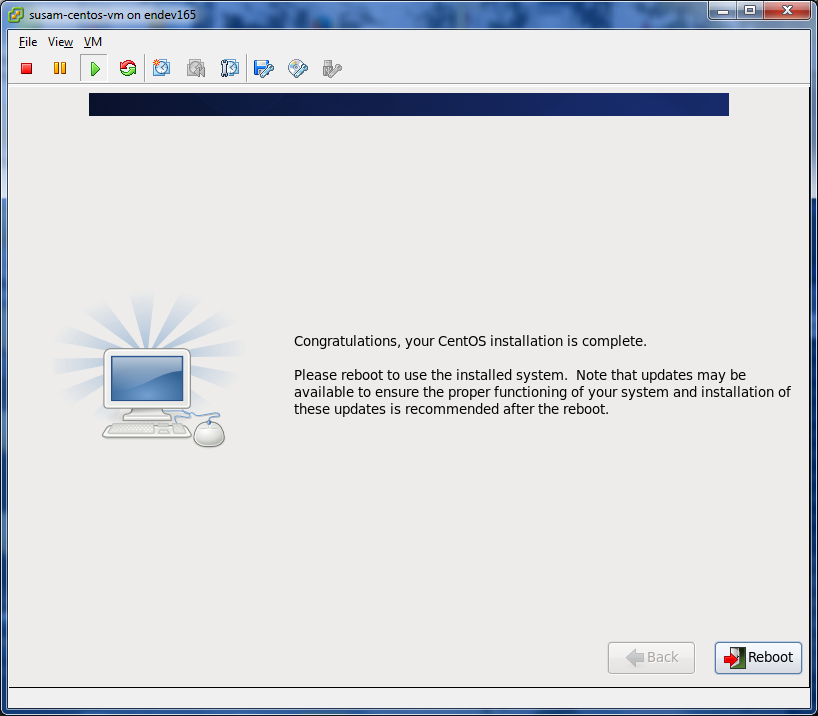 susam-centos-vm on endev165
File View VM
Congratulations, your CentOS installation is complete.
Please reboot to use the installed system.  Note that updates may be
available to ensure the proper functioning of your system and installation of
these updates is recommended after the reboot.
Back Reboot